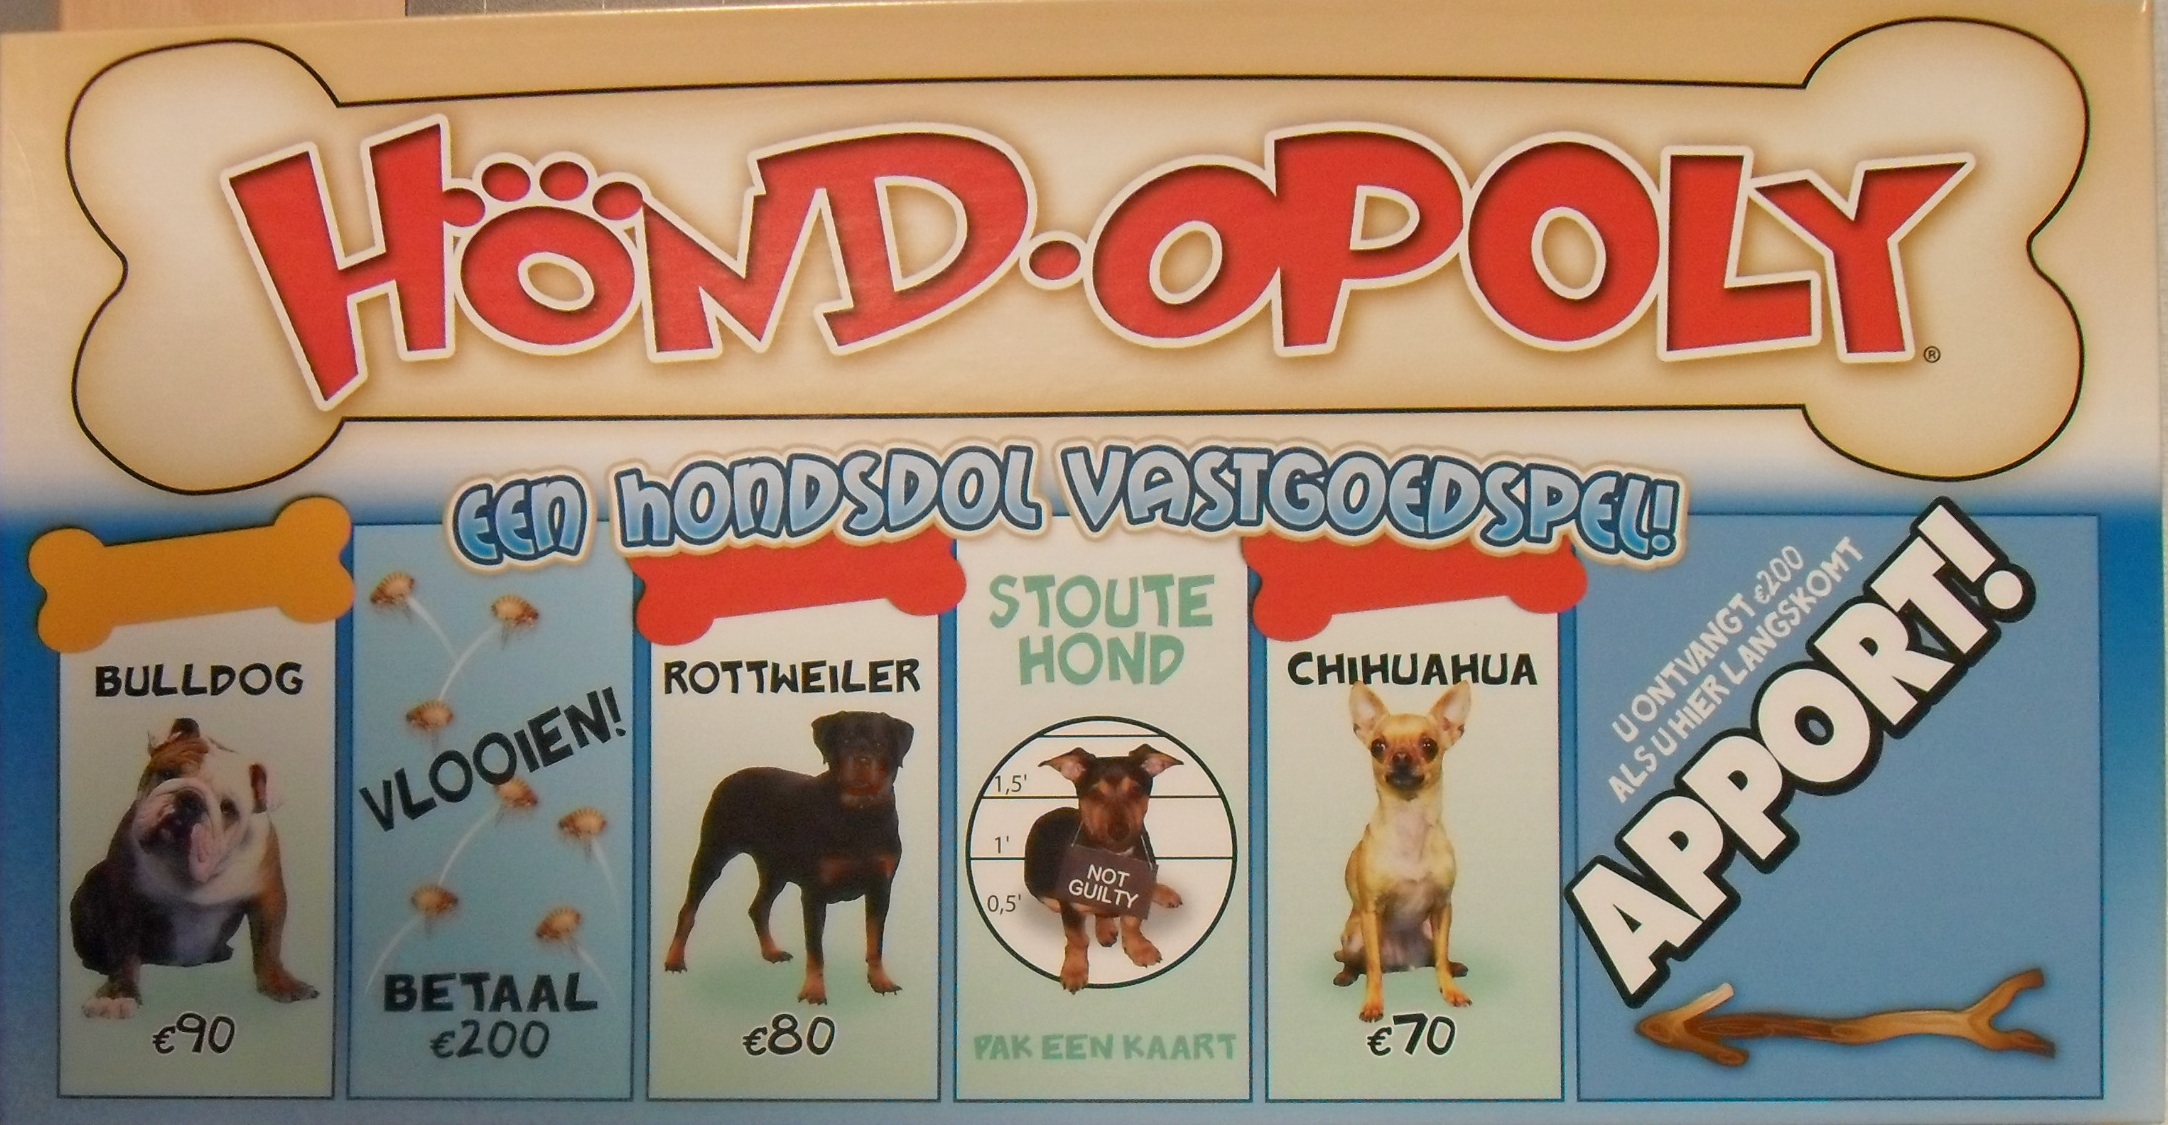 HÖND-OPOLY®
EEN HONDSDOL VASTGOEDSPEL!
BULLDOG
€90
VLOOIEN!
BETAAL
€200
ROTTWEILER
€80
STOUTE
HOND
1,5'
1'
0,5'
NOT
GUILTY
PAK EEN KAART
CHIHUAHUA
€70
U ONTVANGT €200
ALS U HIER LANGSKOMT
APPORT!